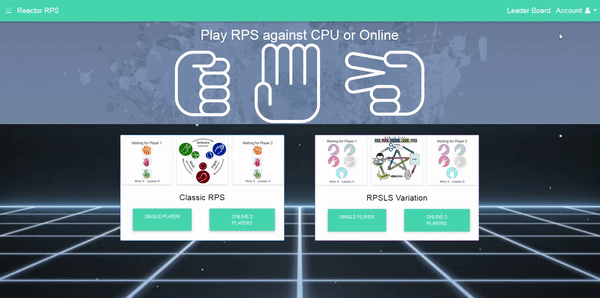 Reactor RPS
Leader Board Account
Play RPS against CPU or Online
Waiting for Player 1
Waiting for Player 2
Wins: 0 Losses: 0
Wins: 0 Losses: 0
Classic RPS
SINGLE PLAYER
ONLINE 2
PLAYERS
Waiting for Player 1
Waiting for Player 2
Wins: 0 Losses: 0
Wins: 0 Losses: 0
RPSLS Variation
SINGLE PLAYER
ONLINE 2
PLAYERS